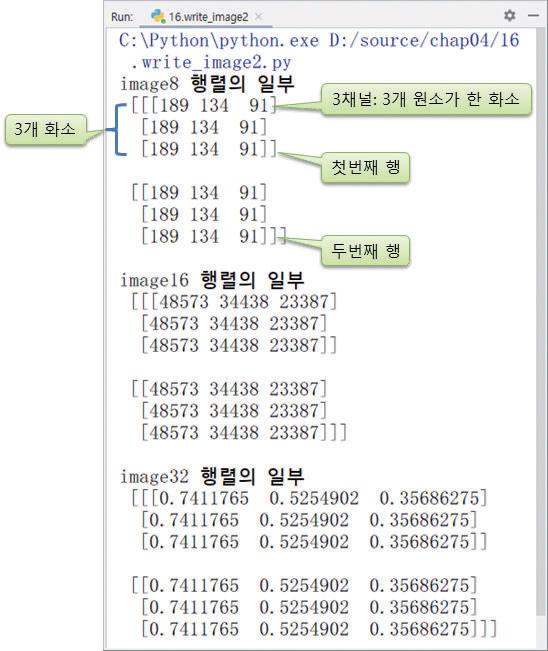 Run: 16.write_image2 ×
C:\Python\python.exe D:/source/chap04/16
.write_image2.py
image8 행렬의 일부
[[[189 134  91]
3채널: 3개 원소가 한 화소
3개 화소
[189 134  91]
[189 134  91]]
첫번째 행
[[189 134  91]
[189 134  91]
[189 134  91]]]
두번째 행
image16 행렬의 일부
[[[48573 34438 23387]
[48573 34438 23387]
[48573 34438 23387]]
[[48573 34438 23387]
[48573 34438 23387]
[48573 34438 23387]]]
image32 행렬의 일부
[[[0.7411765  0.5254902  0.35686275]
[0.7411765  0.5254902  0.35686275]
[0.7411765  0.5254902  0.35686275]]
[[0.7411765  0.5254902  0.35686275]
[0.7411765  0.5254902  0.35686275]
[0.7411765  0.5254902  0.35686275]]]